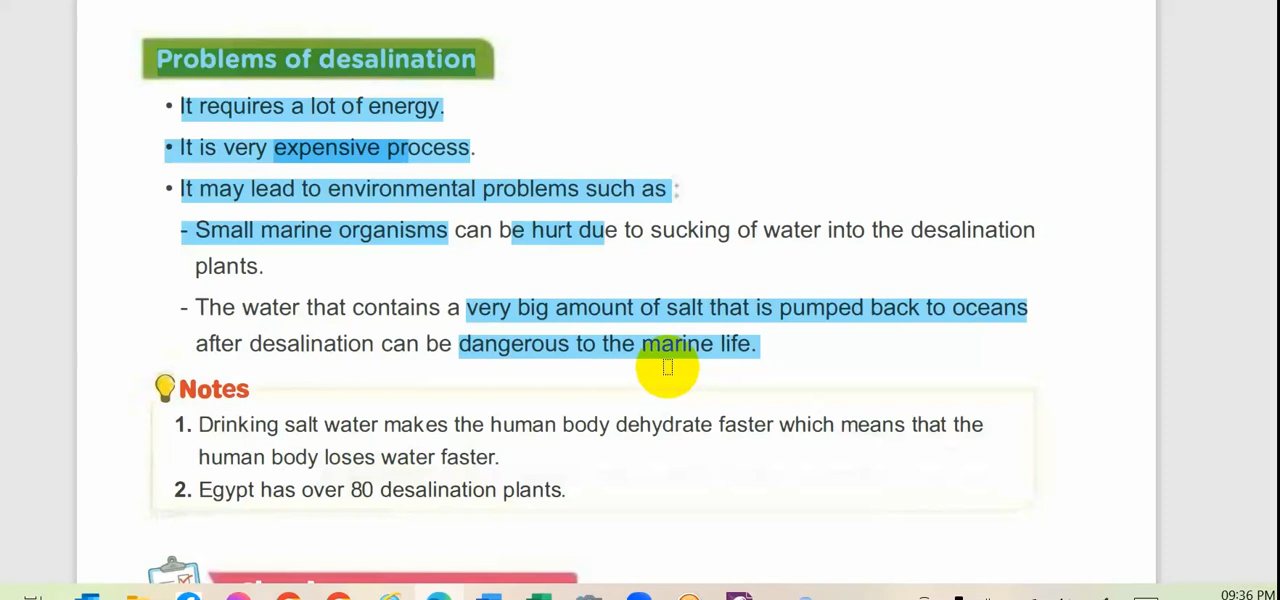 Problems of desalination
• It requires a lot of energy.
• It is very expensive process.
• It may lead to environmental problems such as :
- Small marine organisms can be hurt due to sucking of water into the desalination
plants.
- The water that contains a very big amount of salt that is pumped back to oceans
after desalination can be dangerous to the marine life.
Notes
1. Drinking salt water makes the human body dehydrate faster which means that the
human body loses water faster.
2. Egypt has over 80 desalination plants.
09:36 PM